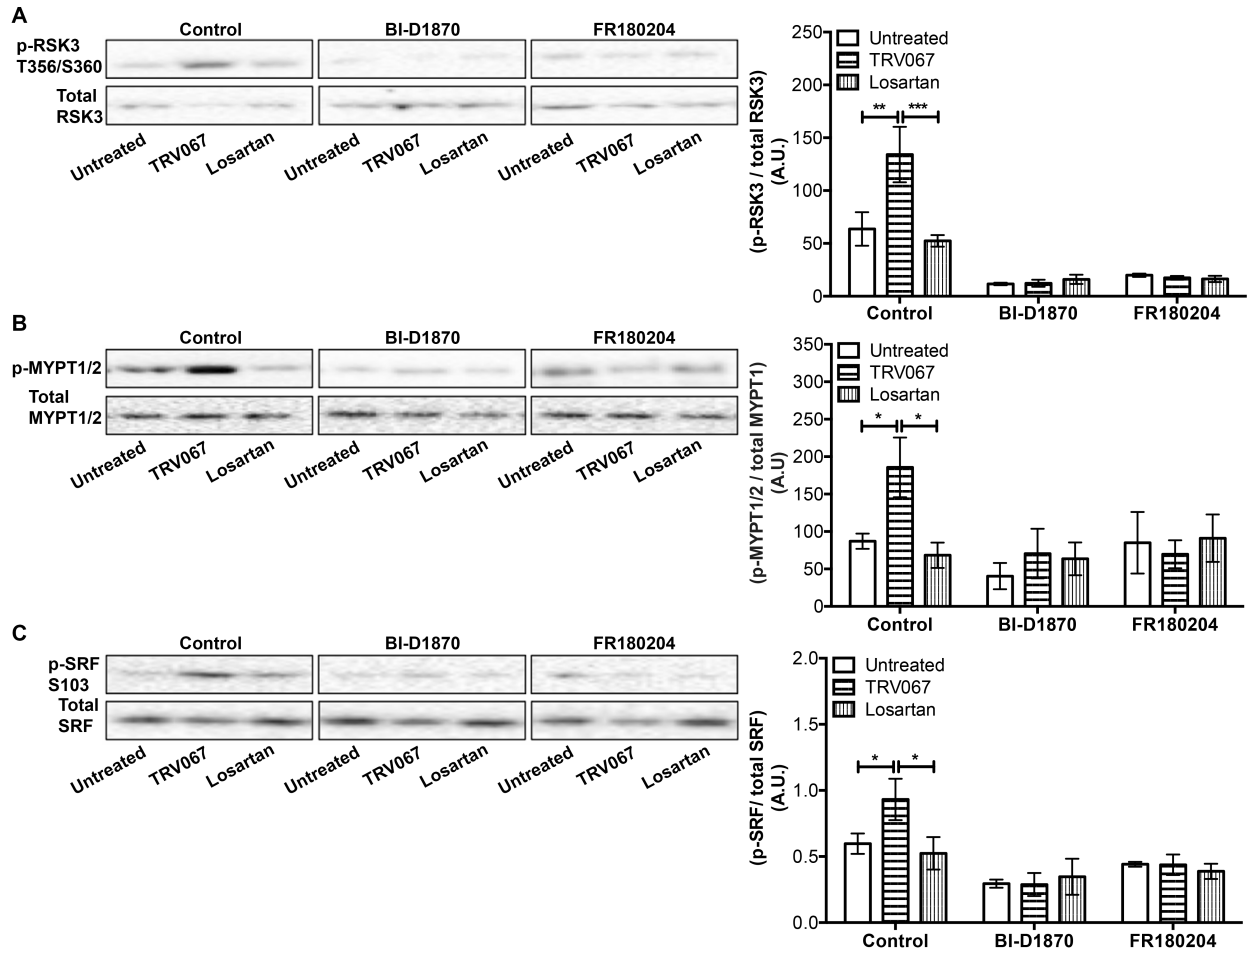 A
Control
BI-D1870
FR180204
p-RSK3
T356/S360
Total
RSK3
Untreated
TRV067
Losartan
Untreated
TRV067
Losartan
Untreated
TRV067
Losartan
(p-RSK3 / total RSK3)
(A.U.)
250
200
150
100
50
0
Untreated
TRV067
Losartan
**
***
Control
BI-D1870
FR180204
B
Control
BI-D1870
FR180204
p-MYPT1/2
Total
MYPT1/2
Untreated
TRV067
Losartan
Untreated
TRV067
Losartan
Untreated
TRV067
Losartan
(p-MYPT1/2 / total MYPT1)
(A.U)
350
300
250
200
150
100
50
0
Untreated
TRV067
Losartan
*
*
Control
BI-D1870
FR180204
C
Control
BI-D1870
FR180204
p-SRF
S103
Total
SRF
Untreated
TRV067
Losartan
Untreated
TRV067
Losartan
Untreated
TRV067
Losartan
(p-SRF/ total SRF)
(A.U.)
2.0
1.5
1.0
0.5
0.0
Untreated
TRV067
Losartan
*
*
Control
BI-D1870
FR180204